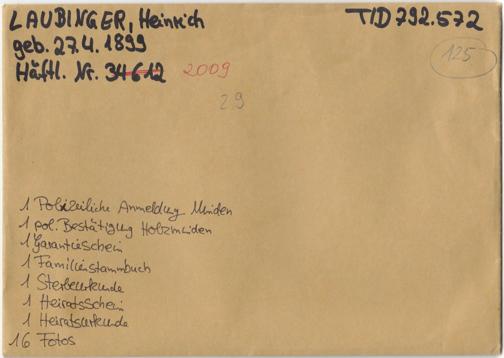 LAUBINGER, Heinrich
TID 792.572
geb. 27.4. 1899
125
Häftl. Nr. 34612 2009
29
1 Polizeiliche Anmeldung Minden
1 pol. Bestätigung Holzminden
1 Garantieschein
1 Familienstammbuch
1 Sterbeurkunde
1 Heiratsschein
1 Heiratsurkunde
16 Fotos